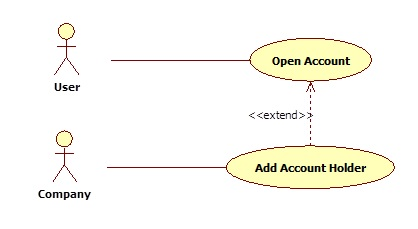 Open Account
User
<<extend>>
Add Account Holder
Company